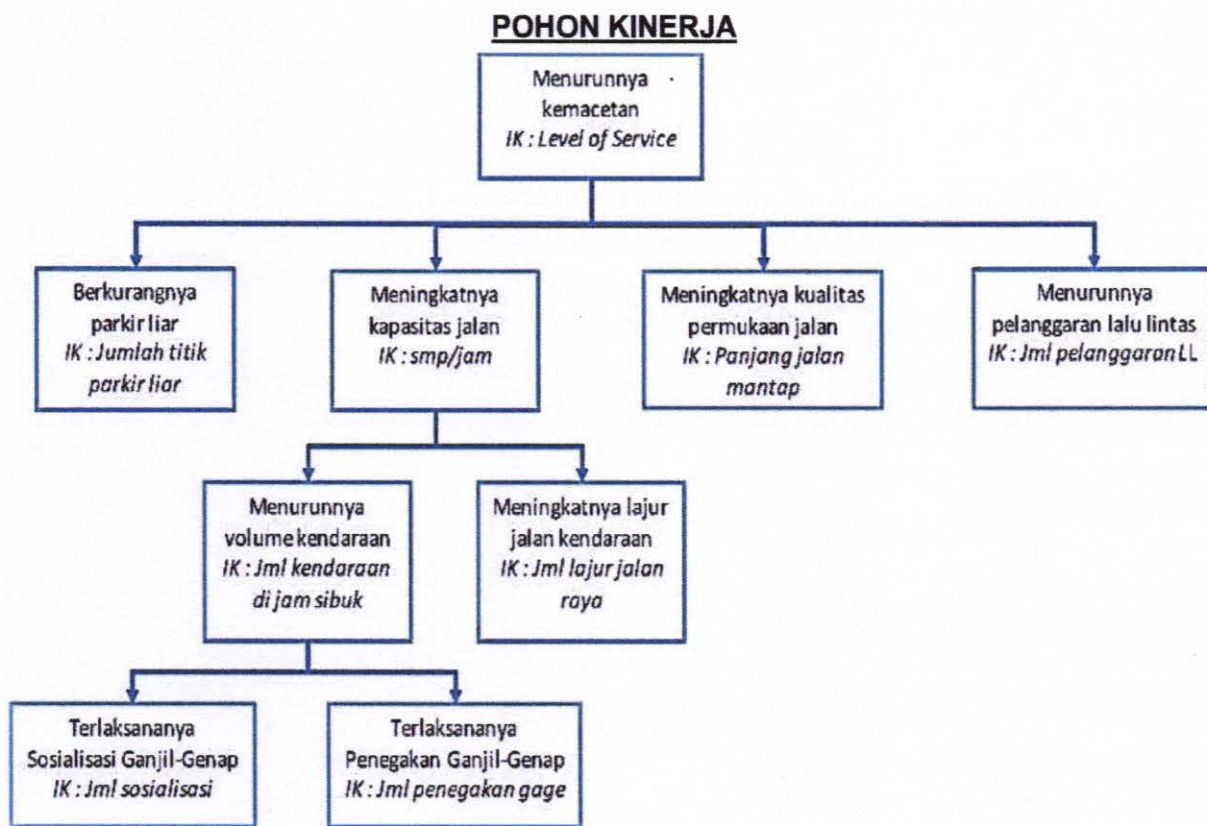 POHON KINERJA
Menurunnya
kemacetan
IK : Level of Service
Berkurangnya
parkir liar
IK : Jumlah titik
parkir liar
Meningkatnya
kapasitas jalan
IK : smp/jam
Meningkatnya kualitas
permukaan jalan
IK : Panjang jalan
mantap
Menurunnya
pelanggaran lalu lintas
IK : Jml pelanggaran LL
Menurunnya
volume kendaraan
IK : Jml kendaraan
di jam sibuk
Meningkatnya lajur
jalan kendaraan
IK : Jml lajur jalan
raya
Terlaksananya
Sosialisasi Ganjil-Genap
IK : Jml sosialisasi
Terlaksananya
Penegakan Ganjil-Genap
IK : Jml penegakan gage